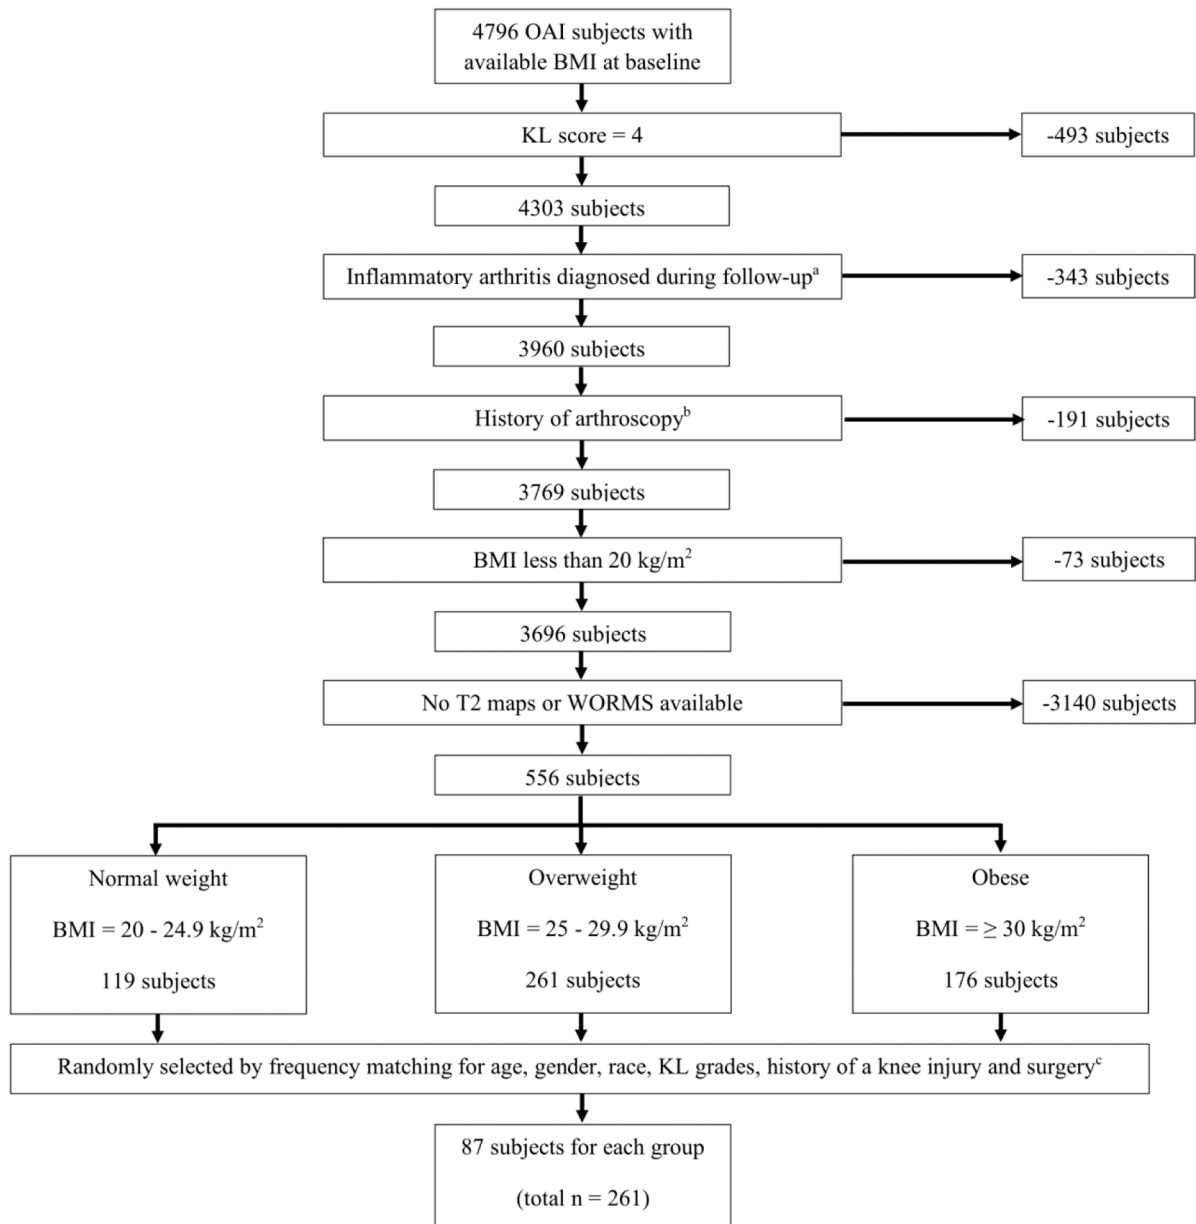 4796 OAI subjects with
available BMI at baseline
KL score = 4
-493 subjects
4303 subjects
Inflammatory arthritis diagnosed during follow-upᵃ
-343 subjects
3960 subjects
History of arthroscopyᵇ
-191 subjects
3769 subjects
BMI less than 20 kg/m²
-73 subjects
3696 subjects
No T2 maps or WORMS available
-3140 subjects
556 subjects
Normal weight
BMI = 20 - 24.9 kg/m²
119 subjects
Overweight
BMI = 25 - 29.9 kg/m²
261 subjects
Obese
BMI = ≥ 30 kg/m²
176 subjects
Randomly selected by frequency matching for age, gender, race, KL grades, history of a knee injury and surgeryᶜ
87 subjects for each group
(total n = 261)